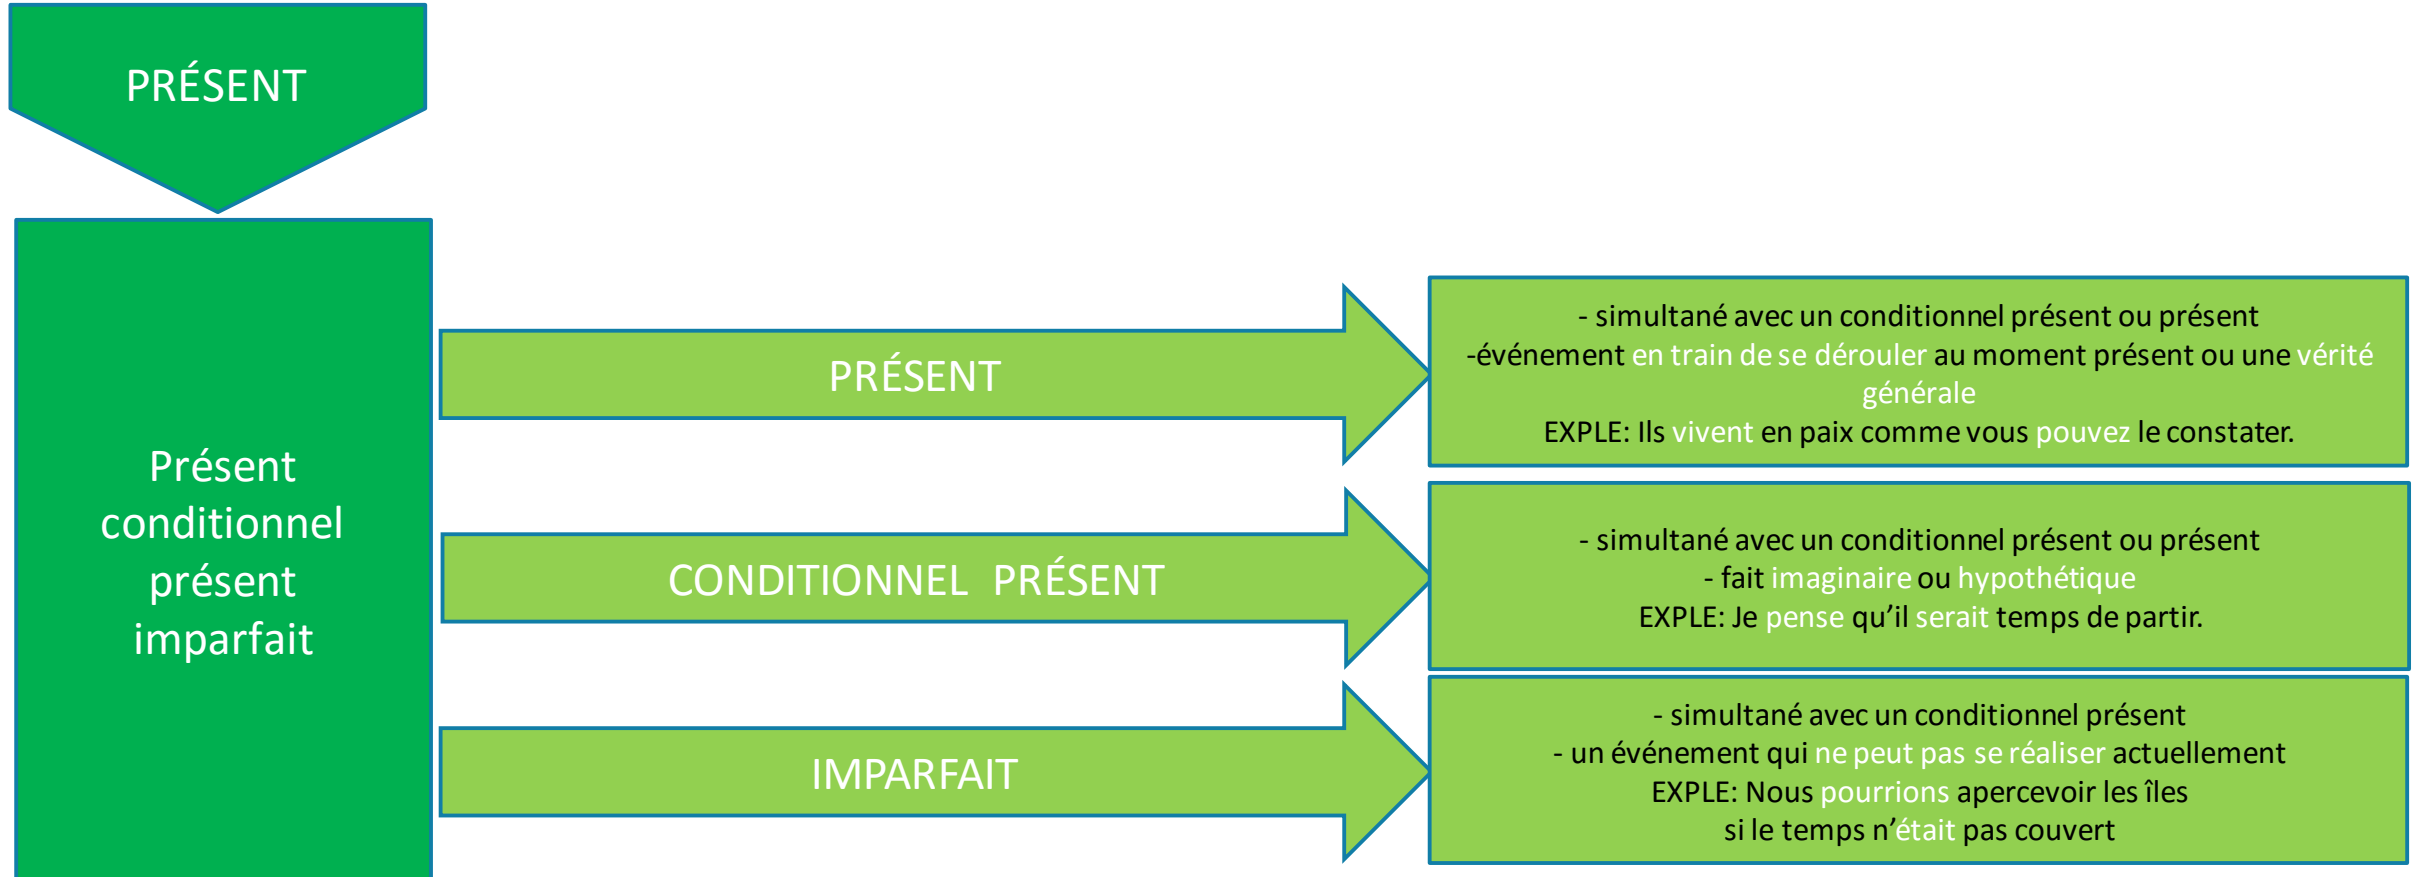 PRÉSENT
Présent
conditionnel
présent
imparfait
PRÉSENT
- simultané avec un conditionnel présent ou présent
-événement en train de se dérouler au moment présent ou une vérité
générale
EXPLE: Ils vivent en paix comme vous pouvez le constater.
CONDITIONNEL PRÉSENT
- simultané avec un conditionnel présent ou présent
- fait imaginaire ou hypothétique
EXPLE: Je pense qu’il serait temps de partir.
IMPARFAIT
- simultané avec un conditionnel présent
- un événement qui ne peut pas se réaliser actuellement
EXPLE: Nous pourrions apercevoir les îles
si le temps n’était pas couvert